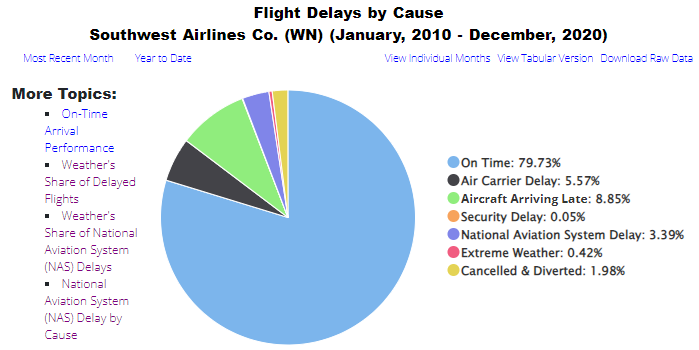 Flight Delays by Cause
Southwest Airlines Co. (WN) (January, 2010 - December, 2020)
Most Recent Month Year to Date View Individual Months View Tabular Version Download Raw Data
More Topics:
On-Time
Arrival
Performance
Weather's
Share of Delayed
Flights
Weather's
Share of National
Aviation System
(NAS) Delays
National
Aviation System
(NAS) Delay by
Cause
On Time: 79.73%
Air Carrier Delay: 5.57%
Aircraft Arriving Late: 8.85%
Security Delay: 0.05%
National Aviation System Delay: 3.39%
Extreme Weather: 0.42%
Cancelled & Diverted: 1.98%